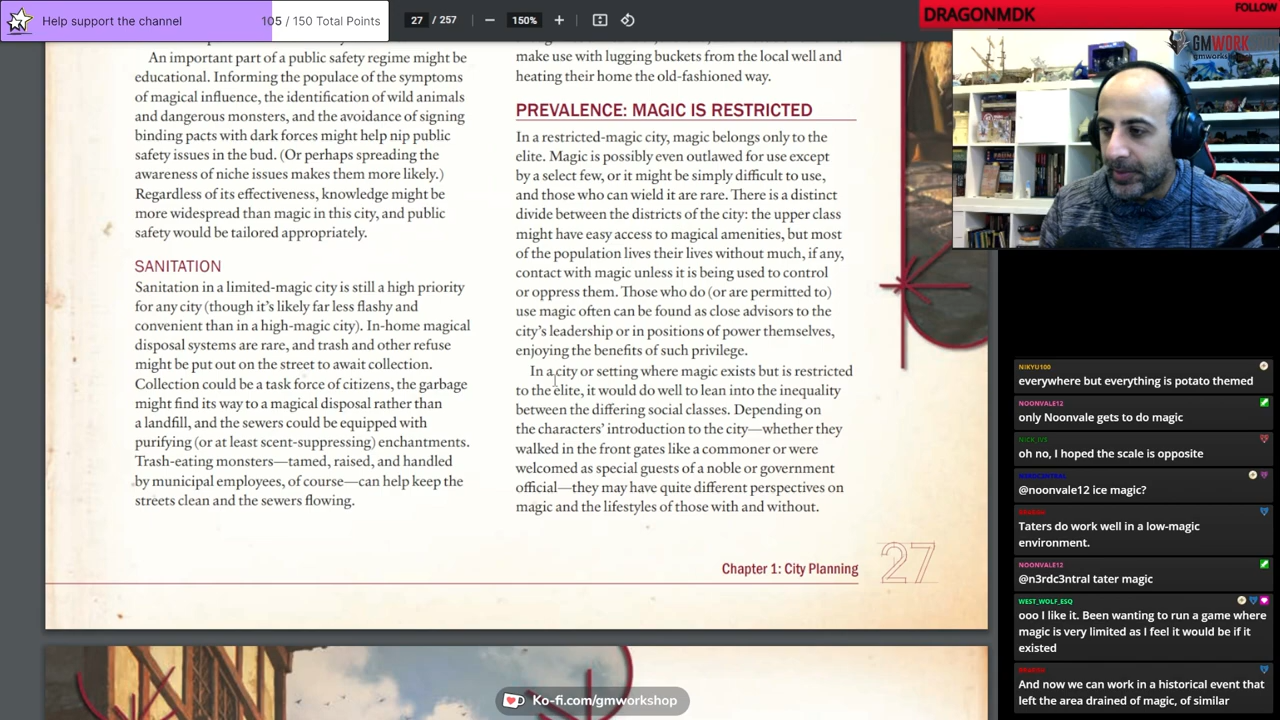 Help support the channel
105 / 150 Total Points
27 / 257
150%
DRAGONMDK
FOLLOW
GMWORK
An important part of a public safety regime might be
educational. Informing the populace of the symptoms
of magical influence, the identification of wild animals
and dangerous monsters, and the avoidance of signing
binding pacts with dark forces might help nip public
safety issues in the bud. (Or perhaps spreading the
awareness of niche issues makes them more likely.)
Regardless of its effectiveness, knowledge might be
more widespread than magic in this city, and public
safety would be tailored appropriately.
SANITATION
Sanitation in a limited-magic city is still a high priority
for any city (though it's likely far less flashy and
convenient than in a high-magic city). In-home magical
disposal systems are rare, and trash and other refuse
might be put out on the street to await collection.
Collection could be a task force of citizens, the garbage
might find its way to a magical disposal rather than
a landfill, and the sewers could be equipped with
purifying (or at least scent-suppressing) enchantments.
Trash-eating monsters—tamed, raised, and handled
by municipal employees, of course—can help keep the
streets clean and the sewers flowing.
make use with lugging buckets from the local well and
heating their home the old-fashioned way.
PREVALENCE: MAGIC IS RESTRICTED
In a restricted-magic city, magic belongs only to the
elite. Magic is possibly even outlawed for use except
by a select few, or it might be simply difficult to use,
and those who can wield it are rare. There is a distinct
divide between the districts of the city: the upper class
might have easy access to magical amenities, but most
of the population lives their lives without much, if any,
contact with magic unless it is being used to control
or oppress them. Those who do (or are permitted to)
use magic often can be found as close advisors to the
city's leadership or in positions of power themselves,
enjoying the benefits of such privilege.
In a city or setting where magic exists but is restricted
to the elite, it would do well to lean into the inequality
between the differing social classes. Depending on
the characters' introduction to the city—whether they
walked in the front gates like a commoner or were
welcomed as special guests of a noble or government
official—they may have quite different perspectives on
magic and the lifestyles of those with and without.
Chapter 1: City Planning
27
NIKYU100
everywhere but everything is potato themed
NOONVALE12
only Noonvale gets to do magic
oh no, I hoped the scale is opposite
@noonvale12 ice magic?
Taters do work well in a low-magic
environment.
NOONVALE12
@n3rdc3ntral tater magic
WEST_WOLF_ESQ
ooo I like it. Been wanting to run a game where
magic is very limited as I feel it would be if it
existed
And now we can work in a historical event that
left the area drained of magic, of similar
Ko-fi.com/gmworkshop